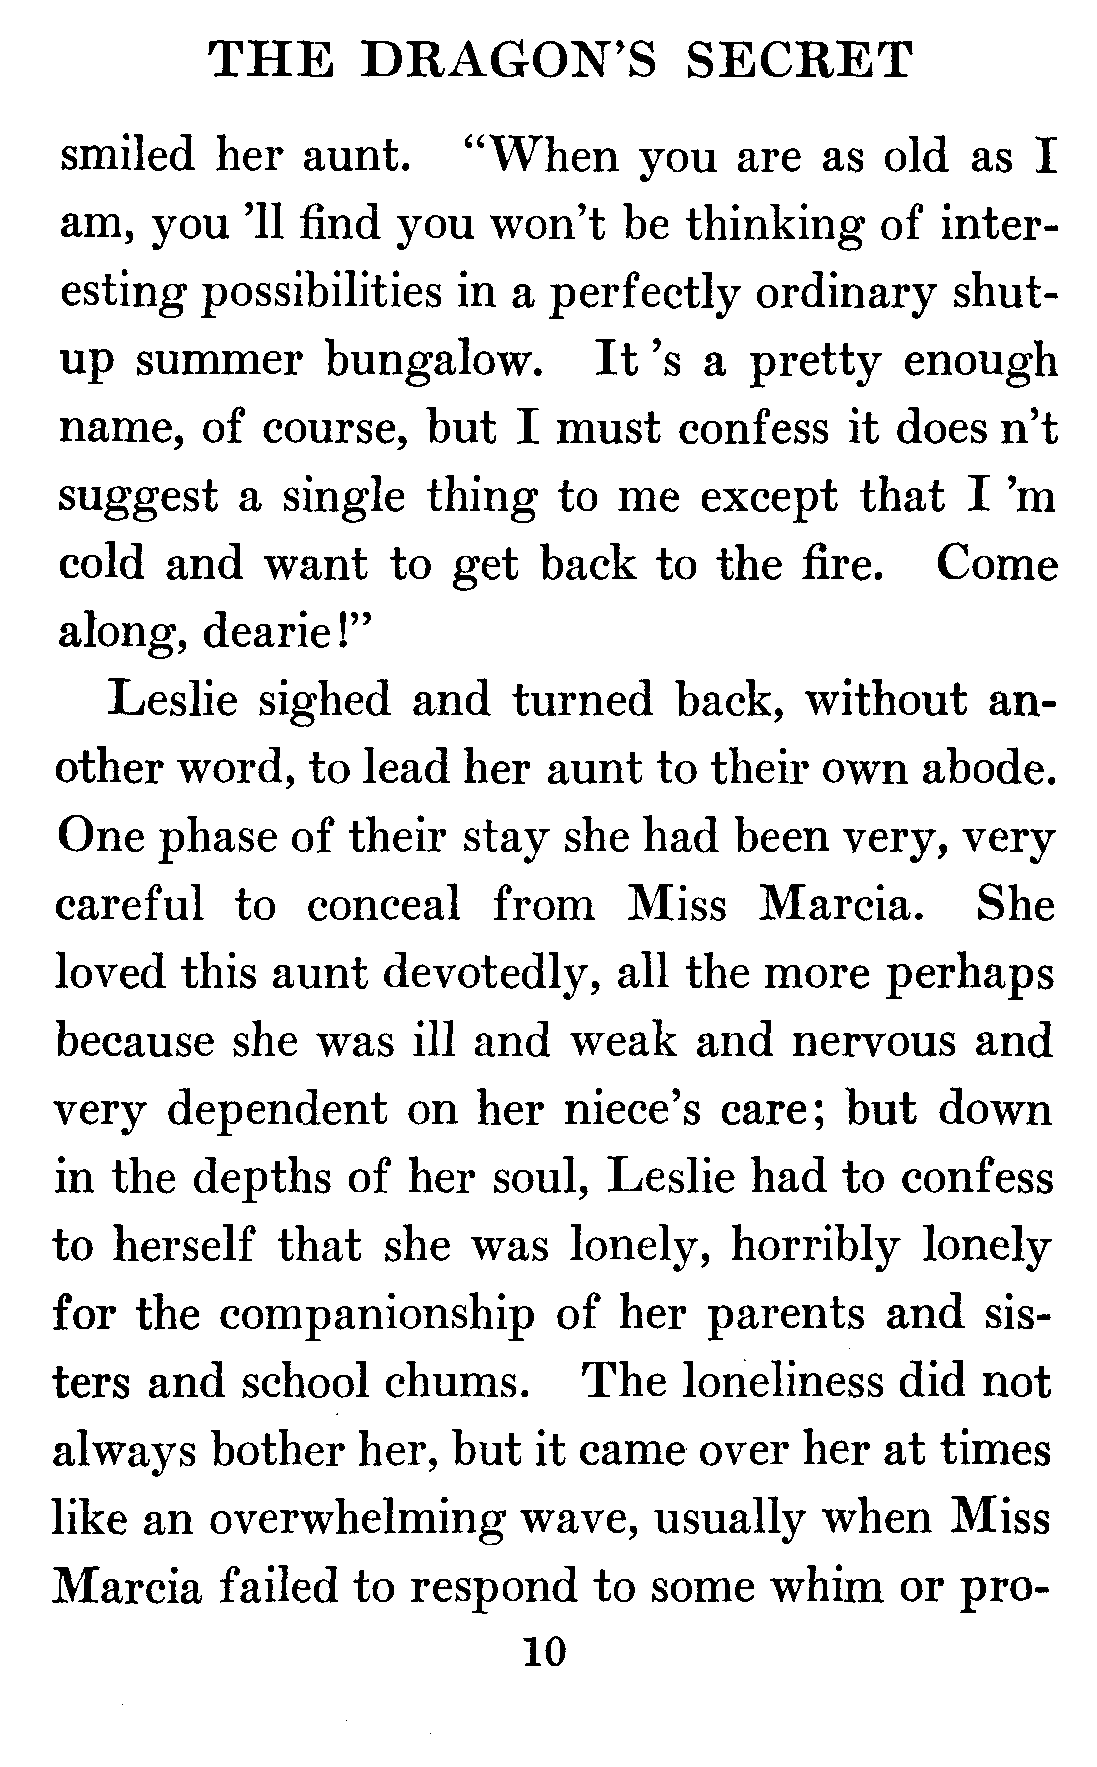 THE DRAGON'S SECRET
smiled her aunt. “When you are as old as I
am, you ’ll find you won’t be thinking of inter-
esting possibilities in a perfectly ordinary shut-
up summer bungalow. It ’s a pretty enough
name, of course, but I must confess it does n’t
suggest a single thing to me except that I ’m
cold and want to get back to the fire. Come
along, dearie!”
Leslie sighed and turned back, without an-
other word, to lead her aunt to their own abode.
One phase of their stay she had been very, very
careful to conceal from Miss Marcia. She
loved this aunt devotedly, all the more perhaps
because she was ill and weak and nervous and
very dependent on her niece’s care; but down
in the depths of her soul, Leslie had to confess
to herself that she was lonely, horribly lonely
for the companionship of her parents and sis-
ters and school chums. The loneliness did not
always bother her, but it came over her at times
like an overwhelming wave, usually when Miss
Marcia failed to respond to some whim or pro-
10